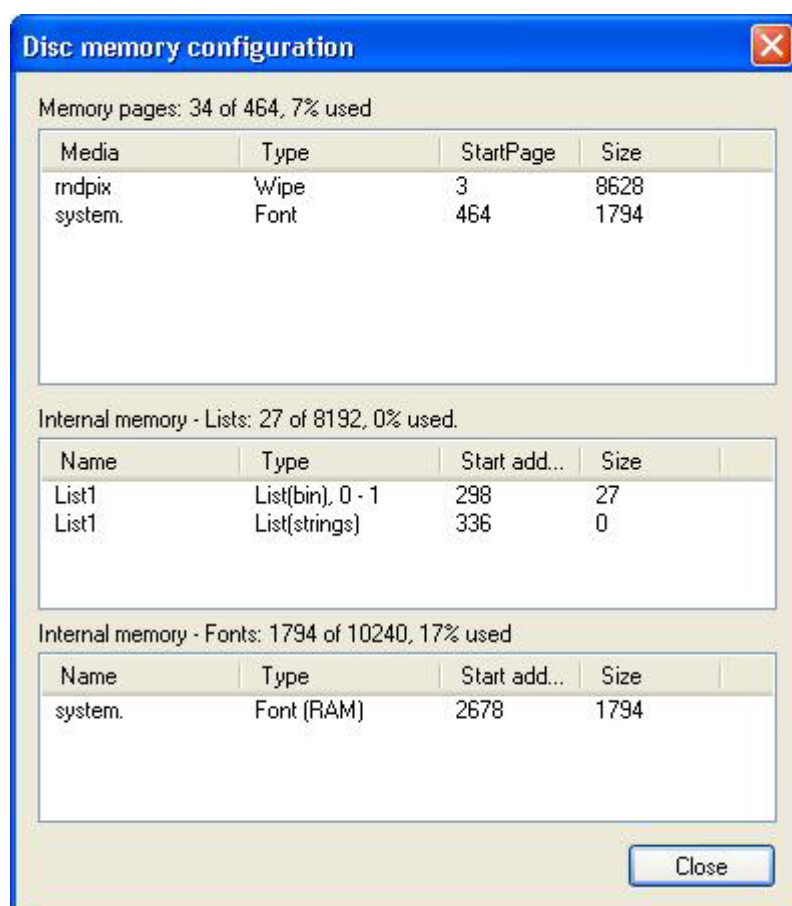 Disc memory configuration
Memory pages: 34 of 464, 7% used
Media Type StartPage Size
rndpix Wipe 3 8628
system. Font 464 1794
Internal memory - Lists: 27 of 8192, 0% used.
Name Type Start add... Size
List1 List(bin), 0 - 1 298 27
List1 List(strings) 336 0
Internal memory - Fonts: 1794 of 10240, 17% used
Name Type Start add... Size
system. Font (RAM) 2678 1794
Close